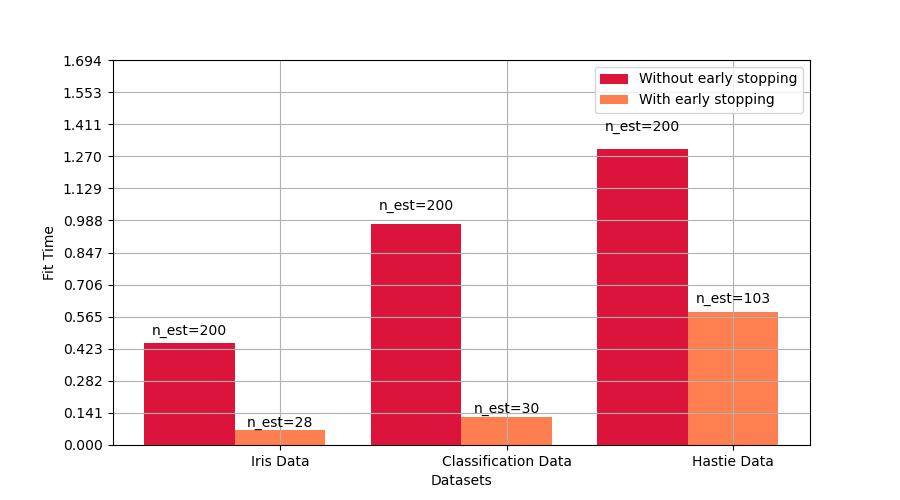 1.694
1.553
1.411
1.270
1.129
0.988
0.847
0.706
0.565
0.423
0.282
0.141
0.000
Fit Time
Without early stopping
With early stopping
n_est=200
n_est=200
n_est=103
n_est=200
n_est=28
n_est=30
Iris Data
Classification Data
Hastie Data
Datasets